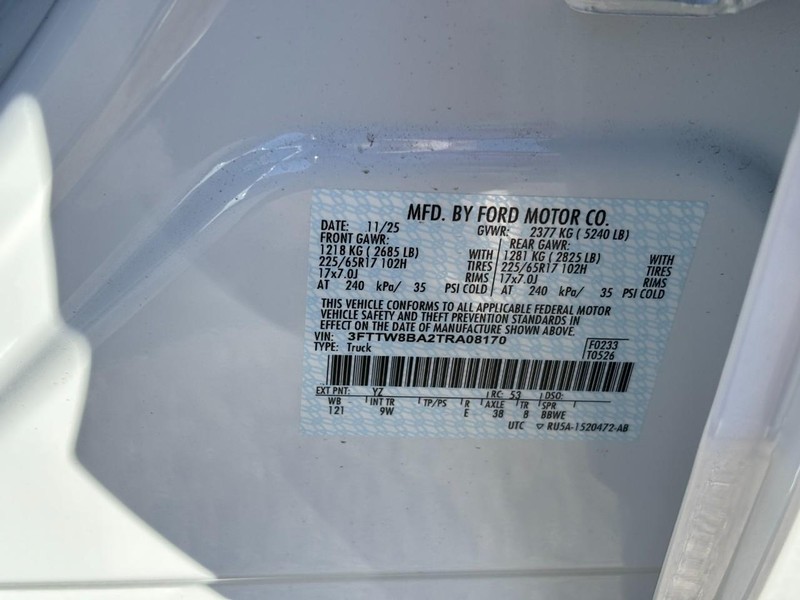 MFD. BY FORD MOTOR CO.
DATE: 11/25 GVWR: 2377 KG ( 5240 LB)
FRONT GAWR: REAR GAWR:
1218 KG ( 2685 LB) WITH 1281 KG ( 2825 LB) WITH
225/65R17 102H TIRES 225/65R17 102H TIRES
17x7.0J RIMS 17x7.0J RIMS
AT 240 kPa/ 35 PSI COLD AT 240 kPa/ 35 PSI COLD
THIS VEHICLE CONFORMS TO ALL APPLICABLE FEDERAL MOTOR
VEHICLE SAFETY AND THEFT PREVENTION STANDARDS IN
EFFECT ON THE DATE OF MANUFACTURE SHOWN ABOVE.
VIN: 3FTTW8BA2TRA08170 F0233
TYPE: Truck T0526
EXT PNT: YZ RC: 53 DSO:
WB INT TR TP/PS R AXLE TR SPR
121 9W E 38 8 BBWE
UTC ▽ RU5A-1520472-AB